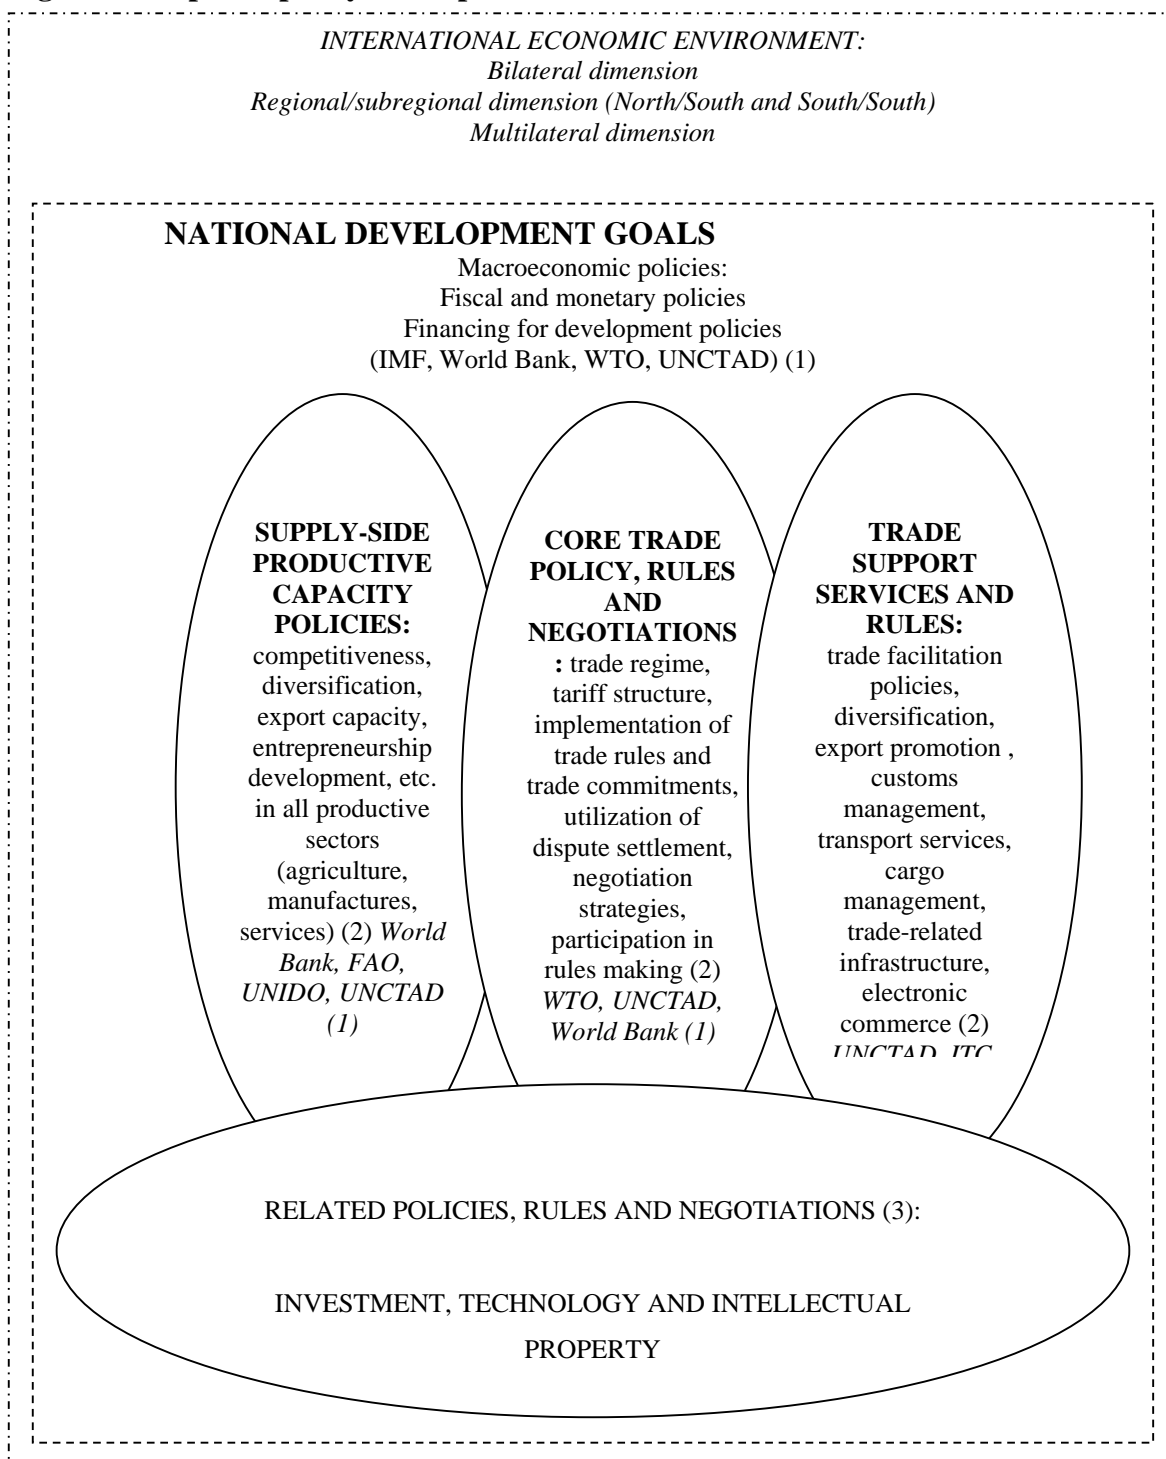 INTERNATIONAL ECONOMIC ENVIRONMENT:
Bilateral dimension
Regional/subregional dimension (North/South and South/South)
Multilateral dimension
NATIONAL DEVELOPMENT GOALS
Macroeconomic policies:
Fiscal and monetary policies
Financing for development policies
(IMF, World Bank, WTO, UNCTAD) (1)
SUPPLY-SIDE
PRODUCTIVE
CAPACITY
POLICIES:
competitiveness,
diversification,
export capacity,
entrepreneurship
development, etc.
in all productive
sectors
(agriculture,
manufactures,
services) (2) World
Bank, FAO,
UNIDO, UNCTAD
(1)
CORE TRADE
POLICY, RULES
AND
NEGOTIATIONS
: trade regime,
tariff structure,
implementation of
trade rules and
trade commitments,
utilization of
dispute settlement,
negotiation
strategies,
participation in
rules making (2)
WTO, UNCTAD,
World Bank (1)
TRADE
SUPPORT
SERVICES AND
RULES:
trade facilitation
policies,
diversification,
export promotion ,
customs
management,
transport services,
cargo
management,
trade-related
infrastructure,
electronic
commerce (2)
UNCTAD, ITC
RELATED POLICIES, RULES AND NEGOTIATIONS (3):
INVESTMENT, TECHNOLOGY AND INTELLECTUAL
PROPERTY